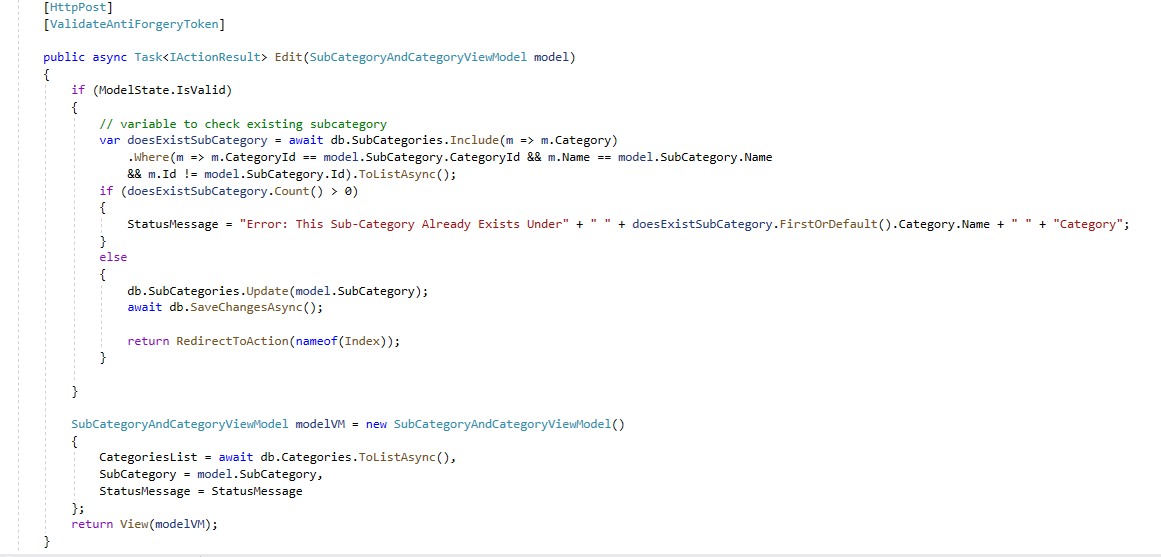 [HttpPost]
[ValidateAntiForgeryToken]
public async Task<IActionResult> Edit(SubCategoryAndCategoryViewModel model)
{
if (ModelState.IsValid)
{
// variable to check existing subcategory
var doesExistSubCategory = await db.SubCategories.Include(m => m.Category)
.Where(m => m.CategoryId == model.SubCategory.CategoryId && m.Name == model.SubCategory.Name
&& m.Id != model.SubCategory.Id).ToListAsync();
if (doesExistSubCategory.Count() > 0)
{
StatusMessage = "Error: This Sub-Category Already Exists Under" + " " + doesExistSubCategory.FirstOrDefault().Category.Name + " " + "Category";
}
else
{
db.SubCategories.Update(model.SubCategory);
await db.SaveChangesAsync();
return RedirectToAction(nameof(Index));
}
}
SubCategoryAndCategoryViewModel modelVM = new SubCategoryAndCategoryViewModel()
{
CategoriesList = await db.Categories.ToListAsync(),
SubCategory = model.SubCategory,
StatusMessage = StatusMessage
};
return View(modelVM);
}